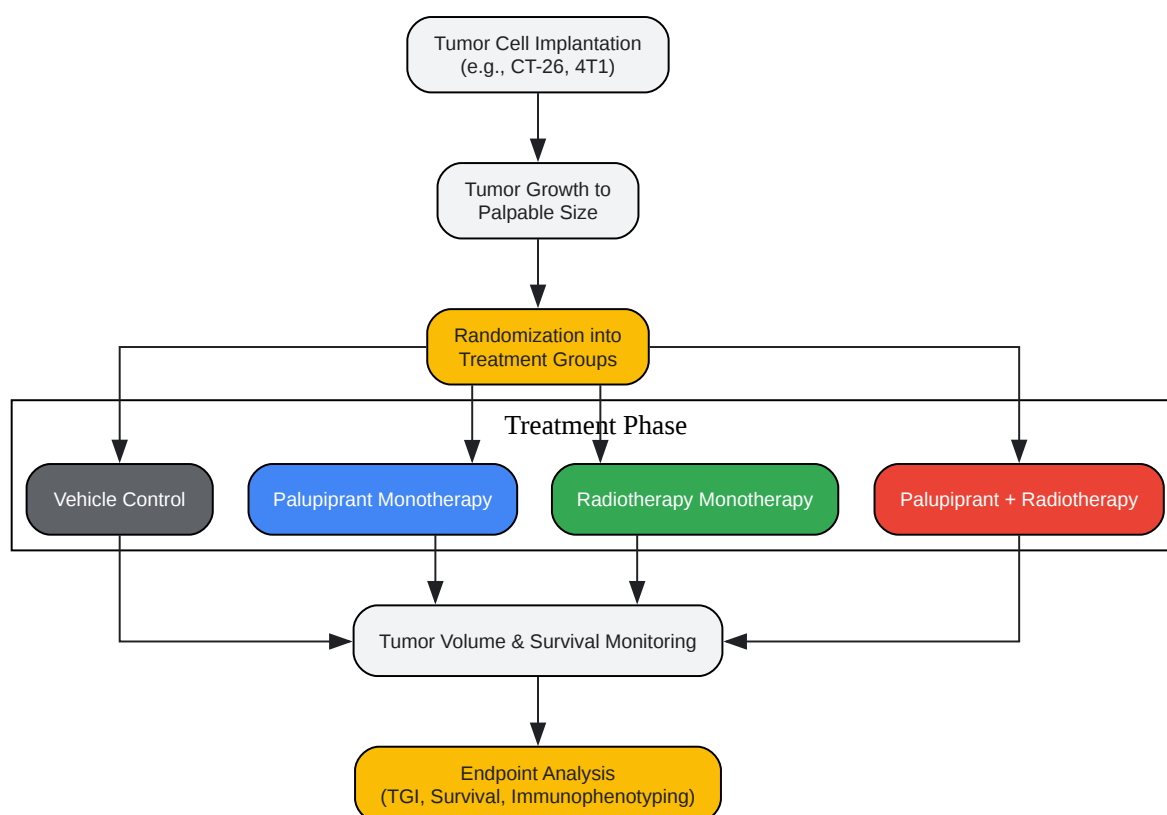 Tumor Cell Implantation
(e.g., CT-26, 4T1)
Tumor Growth to
Palpable Size
Randomization into
Treatment Groups
Treatment Phase
Vehicle Control
Palupiprant Monotherapy
Radiotherapy Monotherapy
Palupiprant + Radiotherapy
Tumor Volume & Survival Monitoring
Endpoint Analysis
(TGI, Survival, Immunophenotyping)